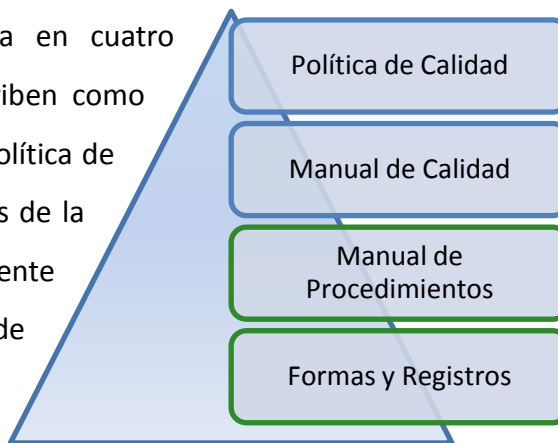 a en cuatro
riben como
olítica de
s de la
ente
de
Política de Calidad
Manual de Calidad
Manual de
Procedimientos
Formas y Registros